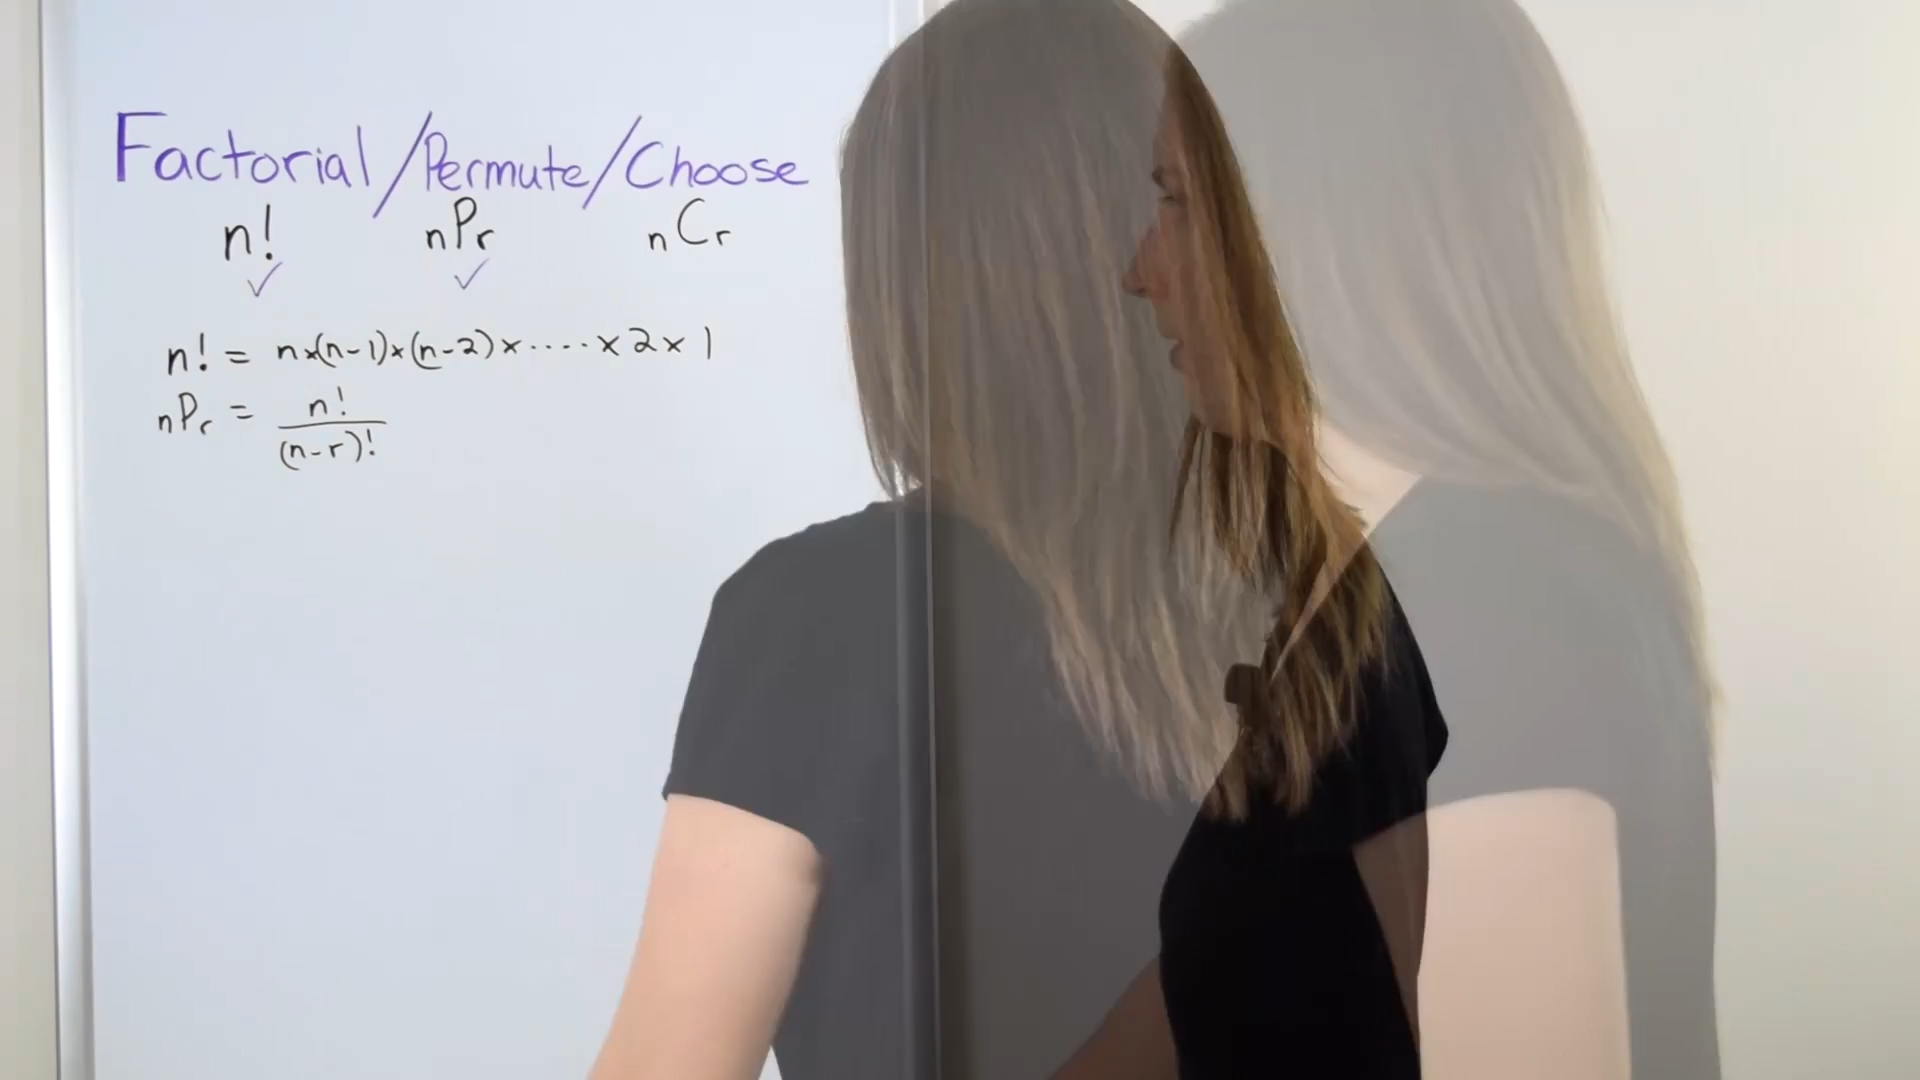 Factorial/Permute/Choose
n! nPr nCr
✓ ✓
n! = n×(n-1)×(n-2)×.....×2×1
nPr = n!/(n-r)!